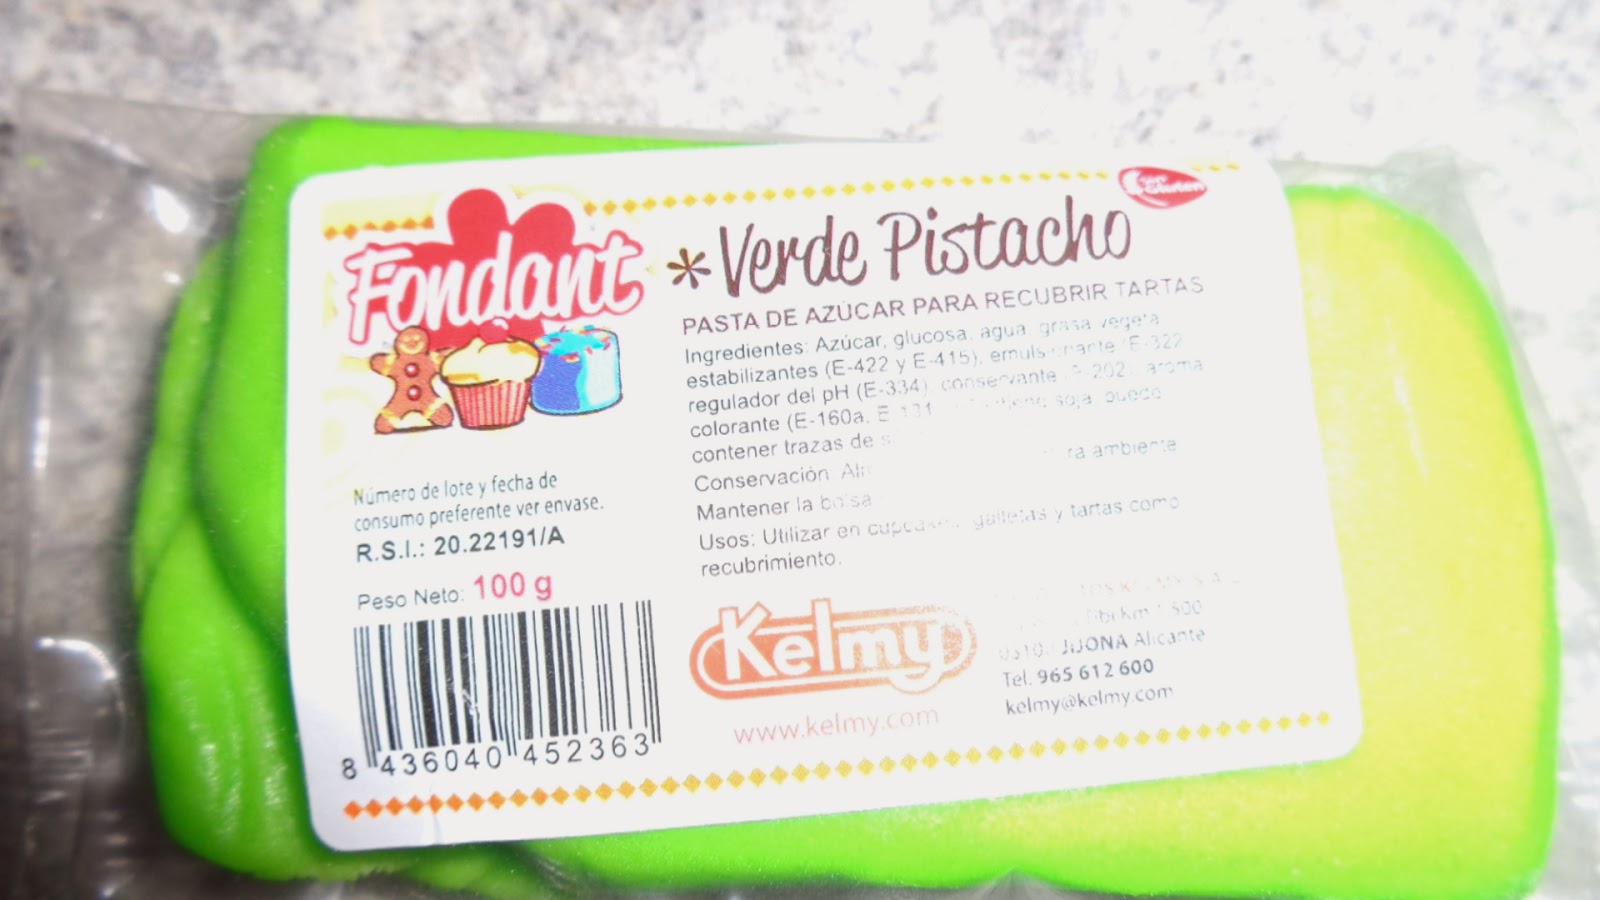 Fondant
*Verde Pistacho
Sin Gluten
PASTA DE AZÚCAR PARA RECUBRIR TARTAS
Ingredientes: Azúcar, glucosa, agua, grasa
estabilizantes (E-422 y E-415), E-322
regulador del pH (E-334) conservante aroma
colorante (E-160a, soja puede
contener trazas de
Conservación ambiente
Mantener la bolsa
Usos: Utilizar en galletas y tartas como
recubrimiento.
Número de lote y fecha de
consumo preferente ver envase.
R.S.I.: 20.22191/A
Peso Neto: 100 g
8 436040 452363
Kelmy
www.kelmy.com
JIJONA Alicante
Tel. 965 612 600
kelmy@kelmy.com